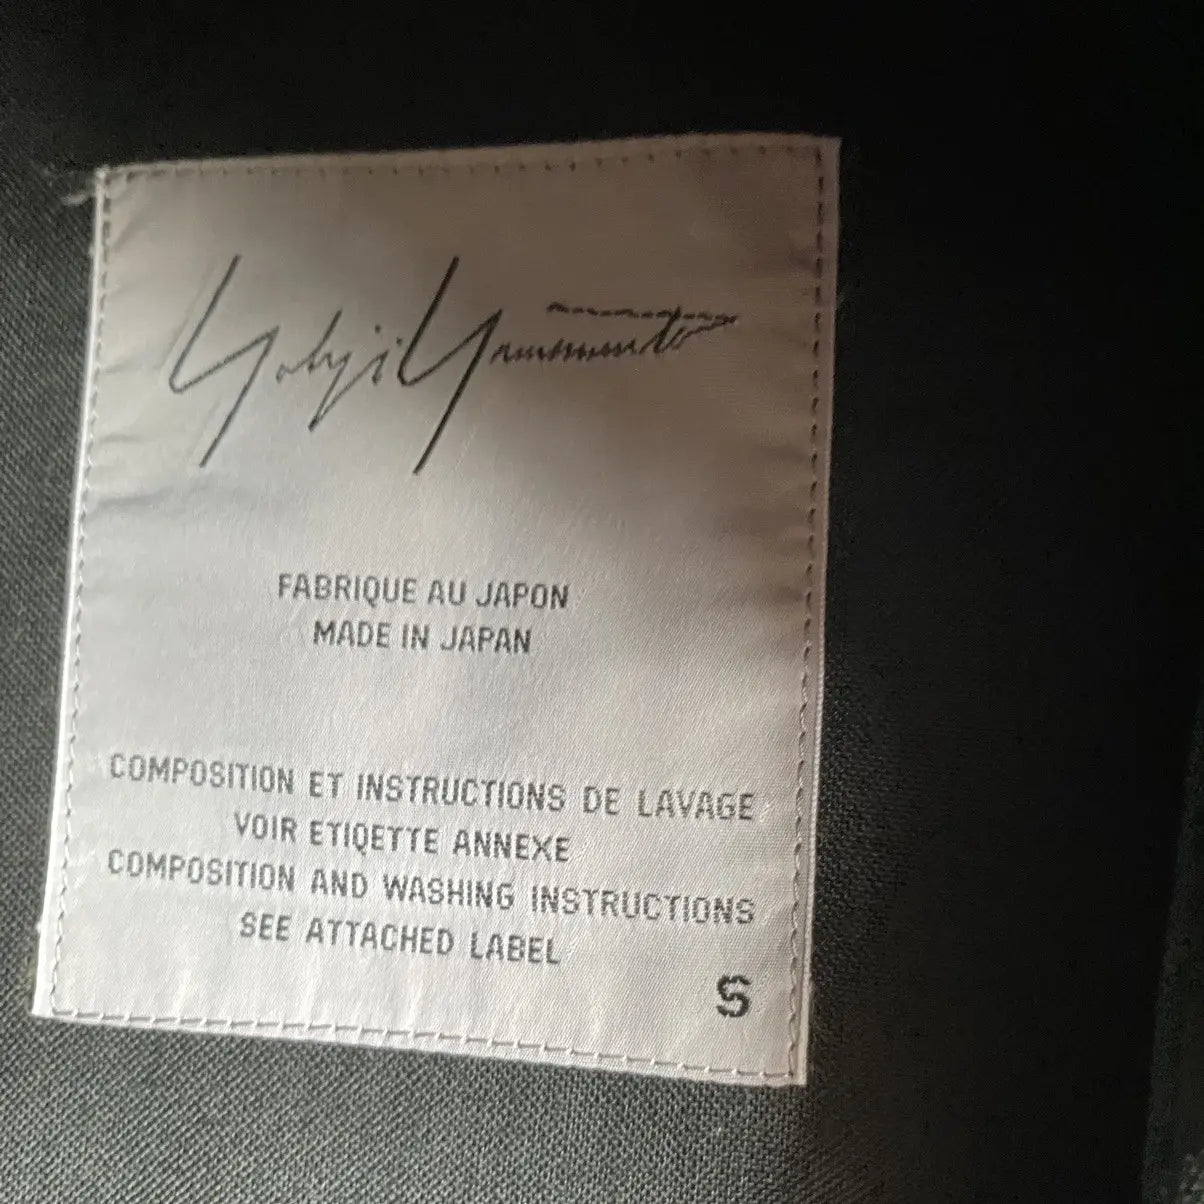 Yohji Yamamoto
FABRIQUE AU JAPON
MADE IN JAPAN
COMPOSITION ET INSTRUCTIONS DE LAVAGE
VOIR ETIQETTE ANNEXE
COMPOSITION AND WASHING INSTRUCTIONS
SEE ATTACHED LABEL
S